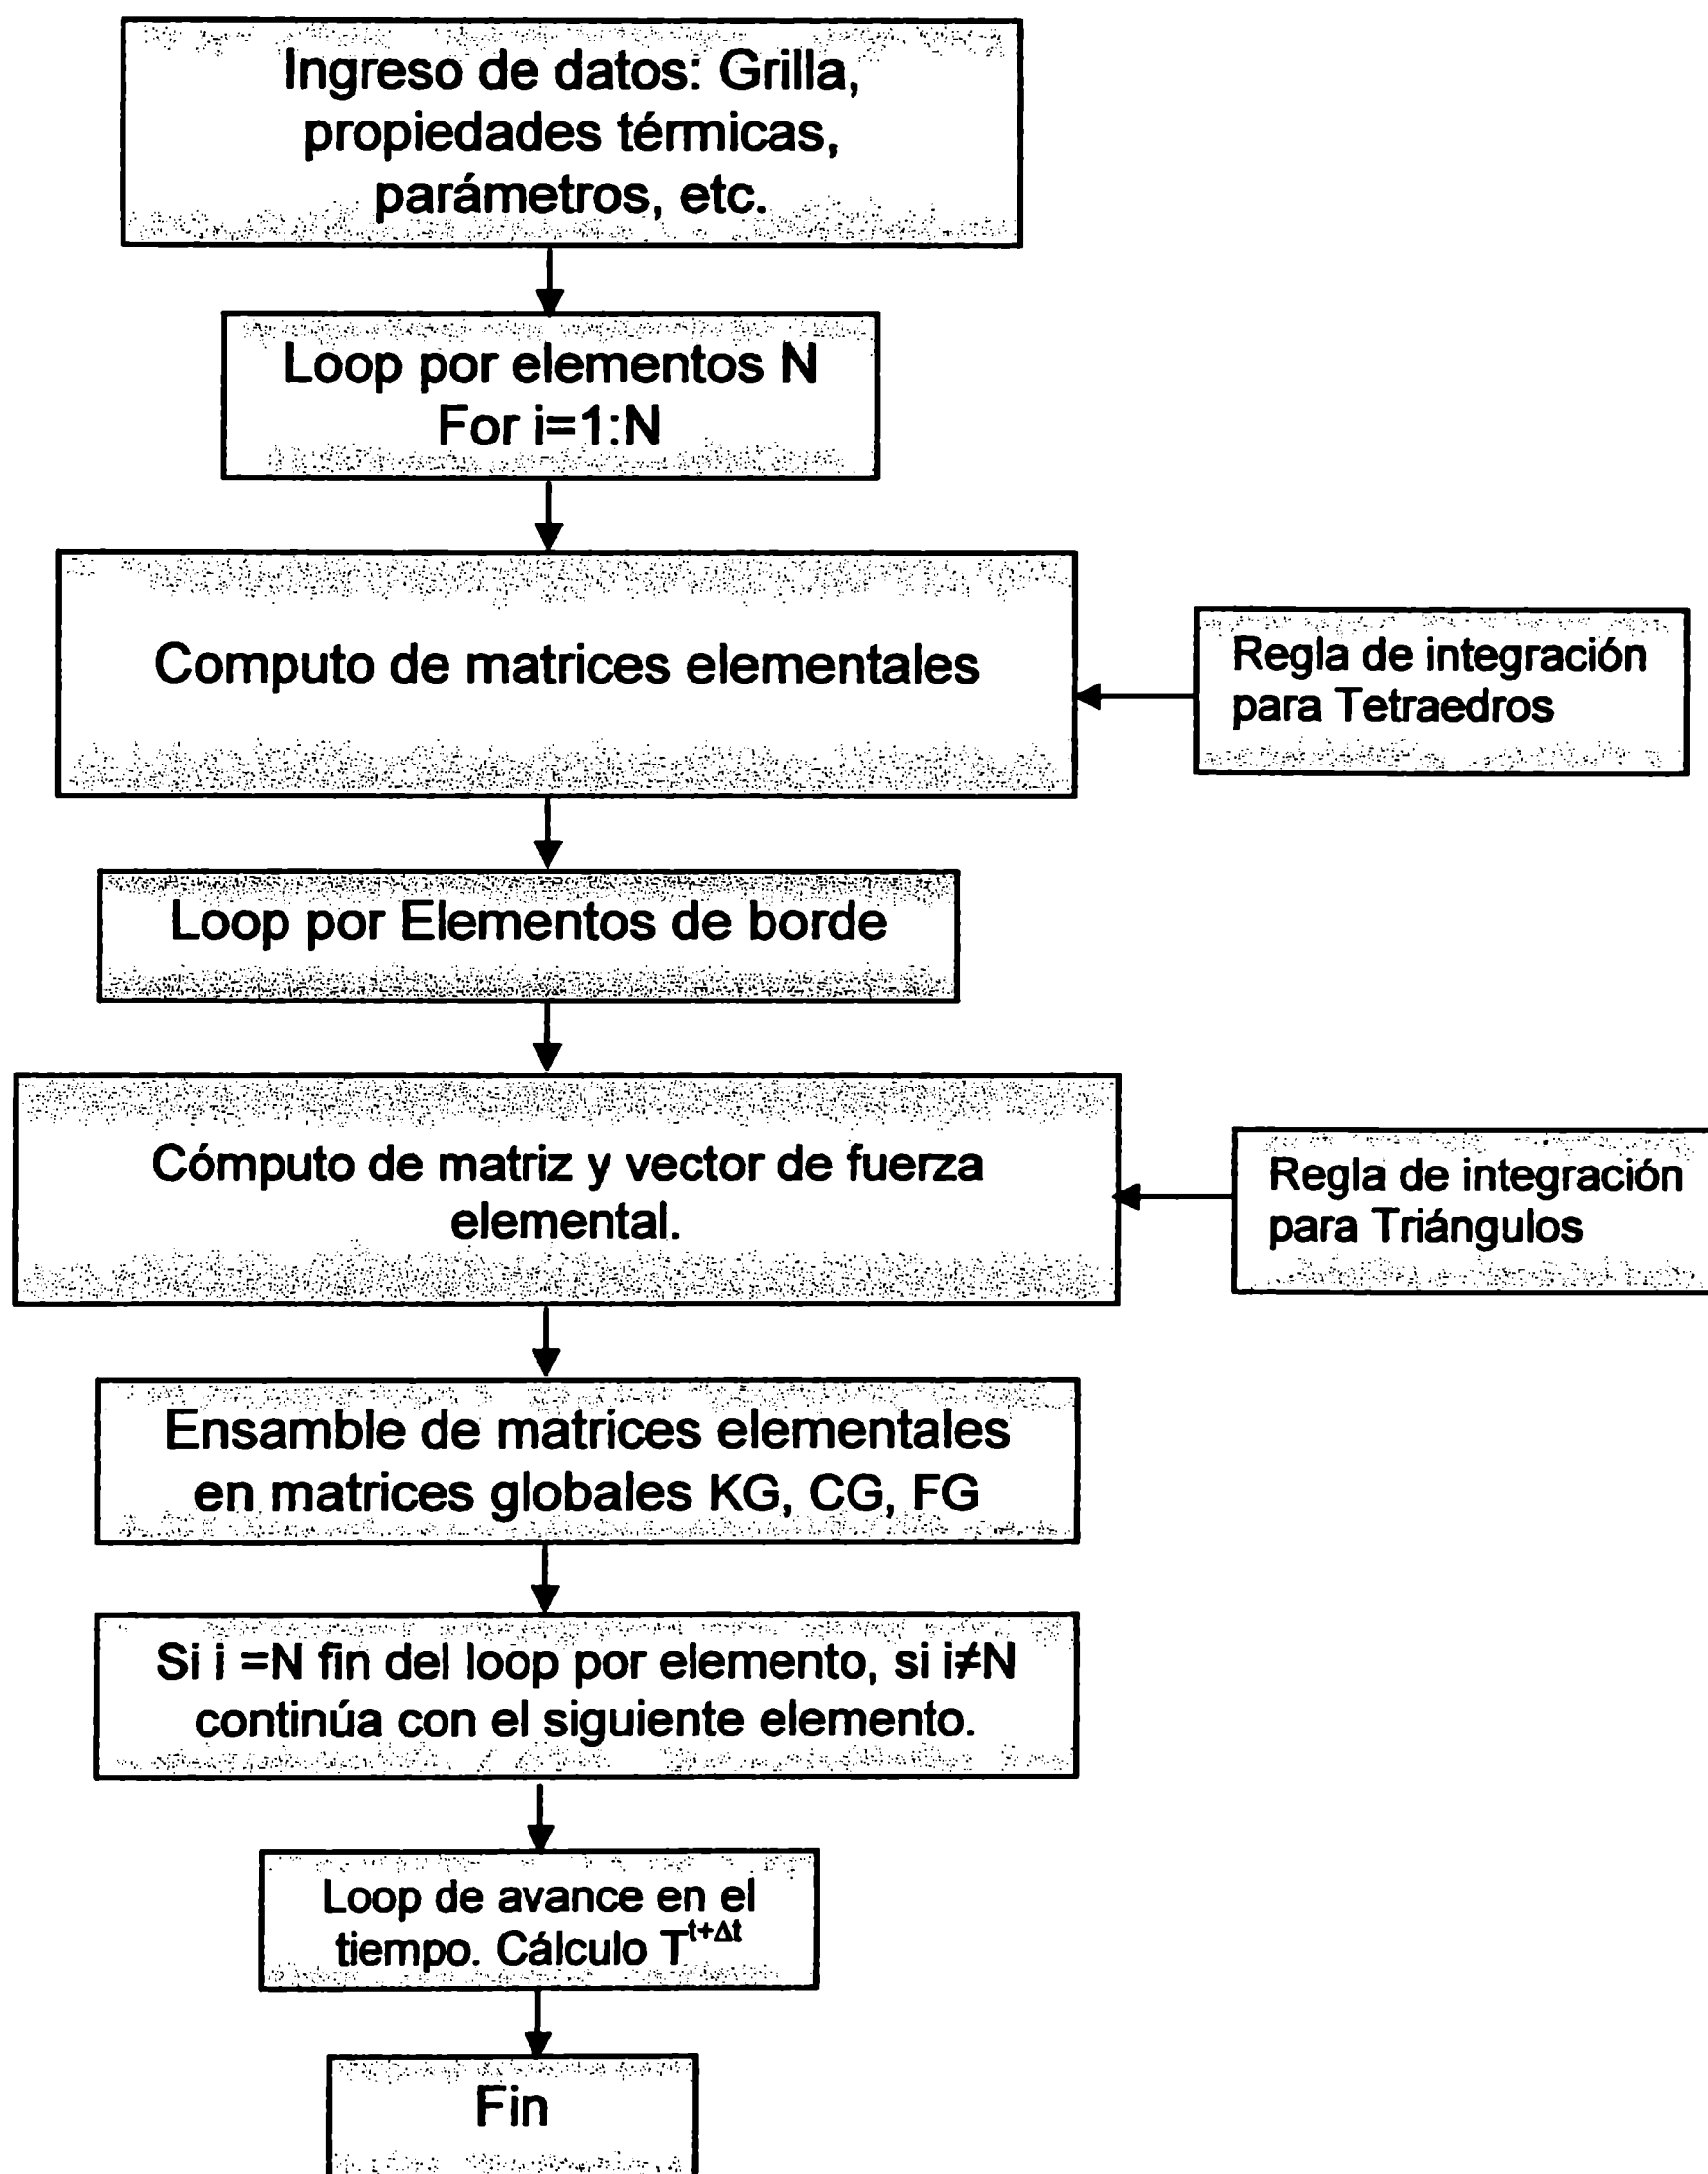 Ingreso de datos: Grilla,
propiedades térmicas,
parámetros, etc.
Loop por elementos N
For i=1:N
Computo de matrices elementales
Regla de integración
para Tetraedros
Loop por Elementos de borde
Cómputo de matriz y vector de fuerza
elemental.
Regla de integración
para Triángulos
Ensamble de matrices elementales
en matrices globales KG, CG, FG
Si i =N fin del loop por elemento, si i≠N
continúa con el siguiente elemento.
Loop de avance en el
tiempo. Cálculo T^{t+Δt}
Fin